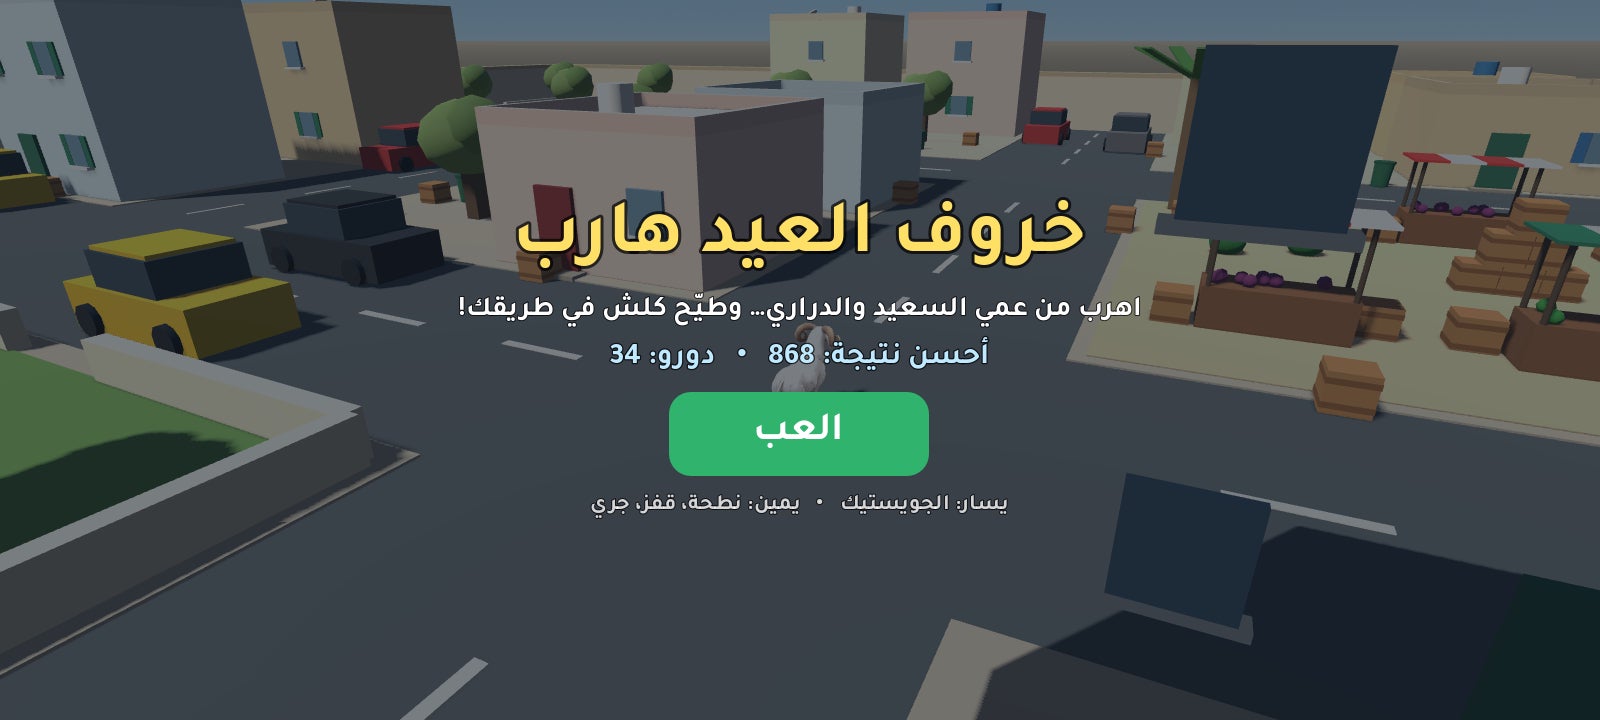 خروف العيد هارب
اهرب من عمي السعيد والدراري... وطيّح كلش في طريقك!
أحسن نتيجة: 868 • دورو: 34
العب
يسار: الجويستيك • يمين: نطحة، قفز، جري